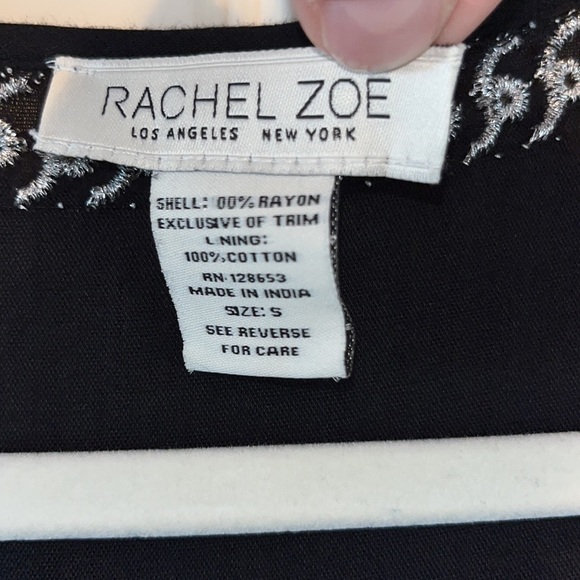 RACHEL ZOE
LOS ANGELES NEW YORK
SHELL: 00% RAYON
EXCLUSIVE OF TRIM
L NING:
100% COTTON
RN-128653
MADE IN INDIA
SIZE: S
SEE REVERSE
FOR CARE